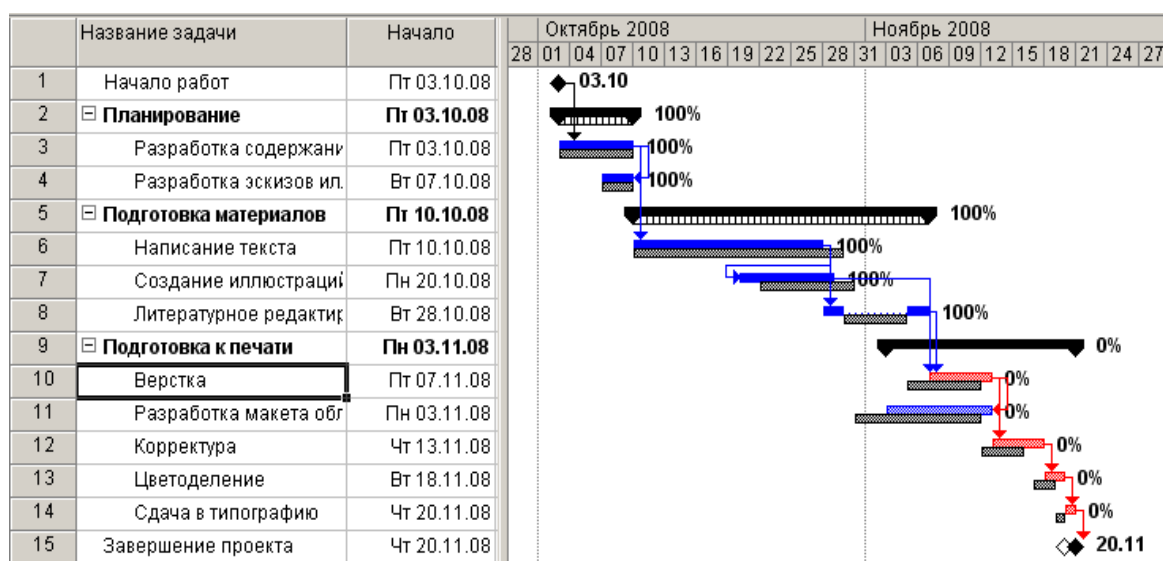 Название задачи Начало Октябрь 2008 Ноябрь 2008
28 01 04 07 10 13 16 19 22 25 28 31 03 06 09 12 15 18 21 24 27
1 Начало работ Пт 03.10.08 03.10
2 Планирование Пт 03.10.08 100%
3 Разработка содержани Пт 03.10.08 100%
4 Разработка эскизов ил. Вт 07.10.08 100%
5 Подготовка материалов Пт 10.10.08 100%
6 Написание текста Пт 10.10.08 100%
7 Создание иллюстраций Пн 20.10.08 100%
8 Литературное редактир Вт 28.10.08 100%
9 Подготовка к печати Пн 03.11.08 0%
10 Верстка Пт 07.11.08 0%
11 Разработка макета обл Пн 03.11.08 0%
12 Корректура Чт 13.11.08 0%
13 Цветоделение Вт 18.11.08 0%
14 Сдача в типографию Чт 20.11.08 0%
15 Завершение проекта Чт 20.11.08 20.11